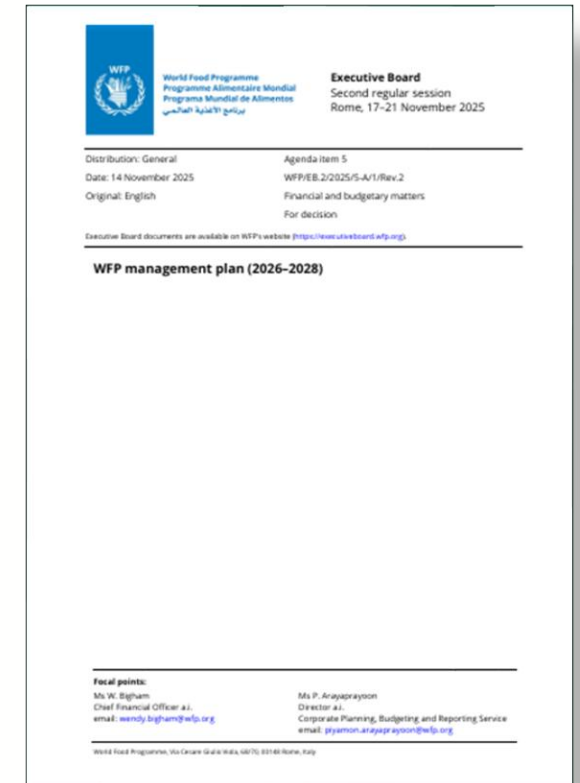 WFP
World Food Programme
Programme Alimentaire Mondial
Programa Mundial de Alimentos
برنامج الأغذية العالمي
Executive Board
Second regular session
Rome, 17–21 November 2025
Distribution: General
Agenda item 5
Date: 14 November 2025
WFP/EB.2/2025/5-A/1/Rev.2
Original: English
Financial and budgetary matters
For decision
Executive Board documents are available on WFP's website (https://executiveboard.wfp.org).
WFP management plan (2026–2028)
Focal points:
Ms W. Bigham
Chief Financial Officer a.i.
email: wendy.bigham@wfp.org
Ms P. Arayaprayoon
Director a.i.
Corporate Planning, Budgeting and Reporting Service
email: piyamon.arayaprayoon@wfp.org
World Food Programme, Via Cesare Giulio Viola, 68/70, 00148 Rome, Italy